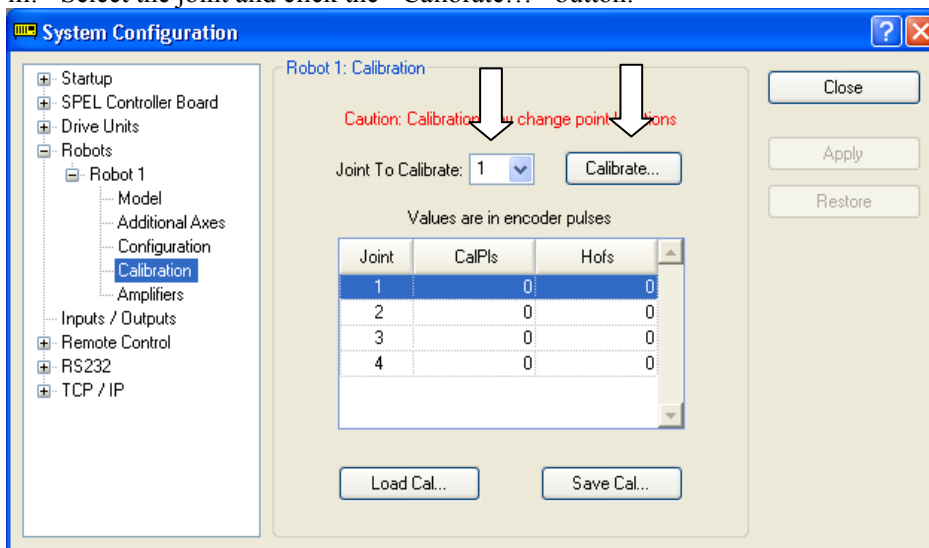 Select the joint and click the "Calibrate…" button.
System Configuration
Startup
SPEL Controller Board
Drive Units
Robots
Robot 1
Model
Additional Axes
Configuration
Calibration
Amplifiers
Inputs / Outputs
Remote Control
RS232
TCP / IP
Robot 1: Calibration
Caution: Calibration change point
Joint To Calibrate: 1
Calibrate...
Values are in encoder pulses
Joint CalPls Hofs
1 0 0
2 0 0
3 0 0
4 0 0
Load Cal...
Save Cal...
Close
Apply
Restore